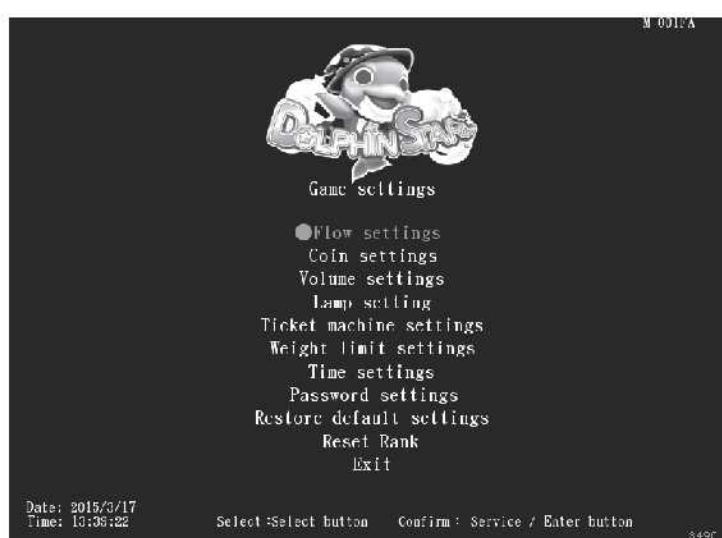 M 001FA
DOLPHIN STAR
Game settings
Flow settings
Coin settings
Volume settings
Lamp setting
Ticket machine settings
Weight limit settings
Time settings
Password settings
Restore default settings
Reset Rank
Exit
Date: 2015/3/17
Time: 13:39:22
Select :Select button Confirm : Service / Enter button
349C